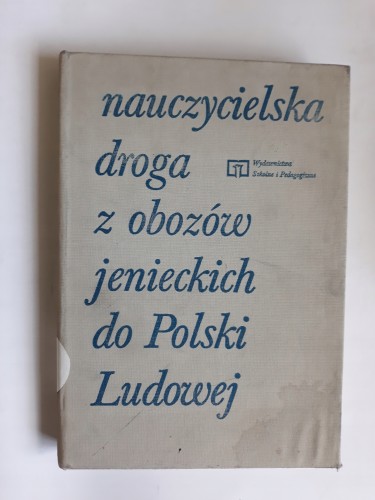 nauczycielska
droga
Wydawnictwa
Szkolne i Pedagogiczne
z obozów
jenieckich
do Polski
Ludowej